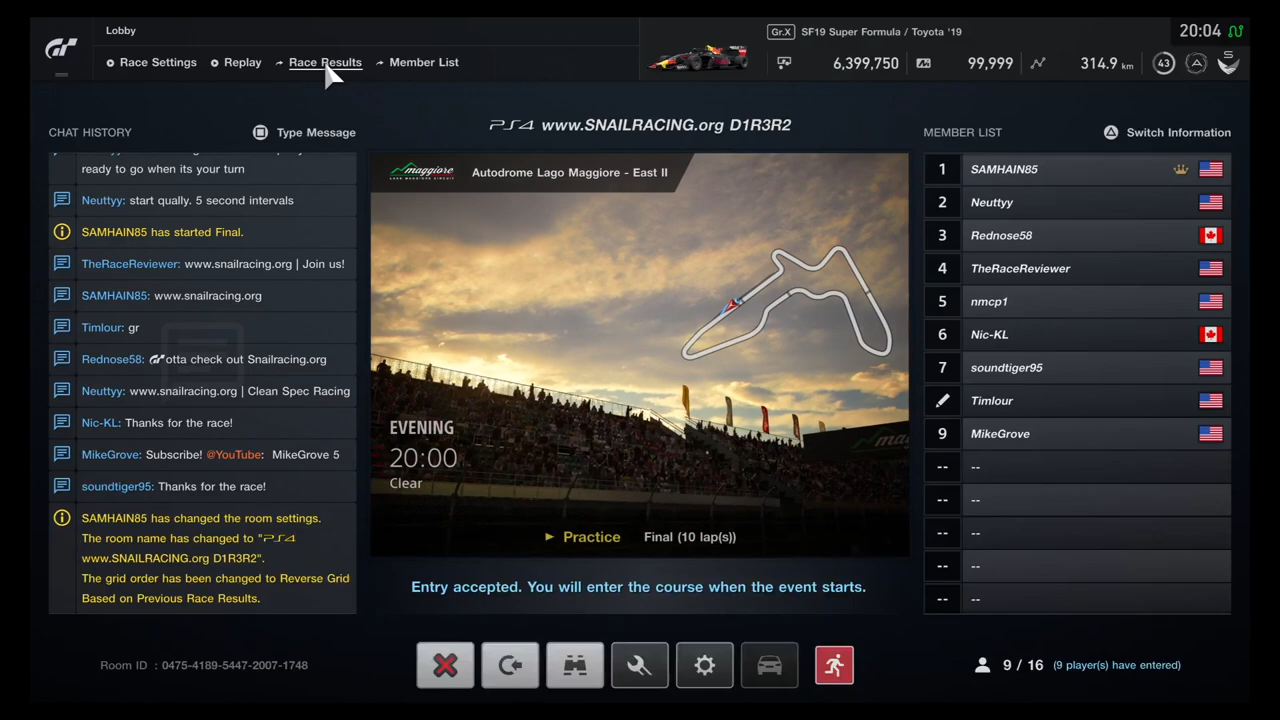 Lobby
Race Settings
Replay
Race Results
Member List
Gr.X SF19 Super Formula / Toyota '19
6,399,750
99,999
314.9 km
43
A
S
20:04
CHAT HISTORY
Type Message
ready to go when its your turn
Neuttyy: start qually. 5 second intervals
SAMHAIN85 has started Final.
TheRaceReviewer: www.snailracing.org | Join us!
SAMHAIN85: www.snailracing.org
Timlour: gr
Rednose58: GTotta check out Snailracing.org
Neuttyy: www.snailracing.org | Clean Spec Racing
Nic-KL: Thanks for the race!
MikeGrove: Subscribe! @YouTube: MikeGrove 5
soundtiger95: Thanks for the race!
SAMHAIN85 has changed the room settings.
The room name has changed to "PS4
www.SNAILRACING.org D1R3R2".
The grid order has been changed to Reverse Grid
Based on Previous Race Results.
PS4 www.SNAILRACING.org D1R3R2
maggiore
LAGO MAGGIORE CIRCUIT
Autodrome Lago Maggiore - East II
EVENING
20:00
Clear
Practice
Final (10 lap(s))
Entry accepted. You will enter the course when the event starts.
MEMBER LIST
Switch Information
1 SAMHAIN85
2 Neuttyy
3 Rednose58
4 TheRaceReviewer
5 nmcp1
6 Nic-KL
7 soundtiger95
Timlour
9 MikeGrove
-- --
-- --
-- --
-- --
-- --
Room ID : 0475-4189-5447-2007-1748
9 / 16 (9 player(s) have entered)